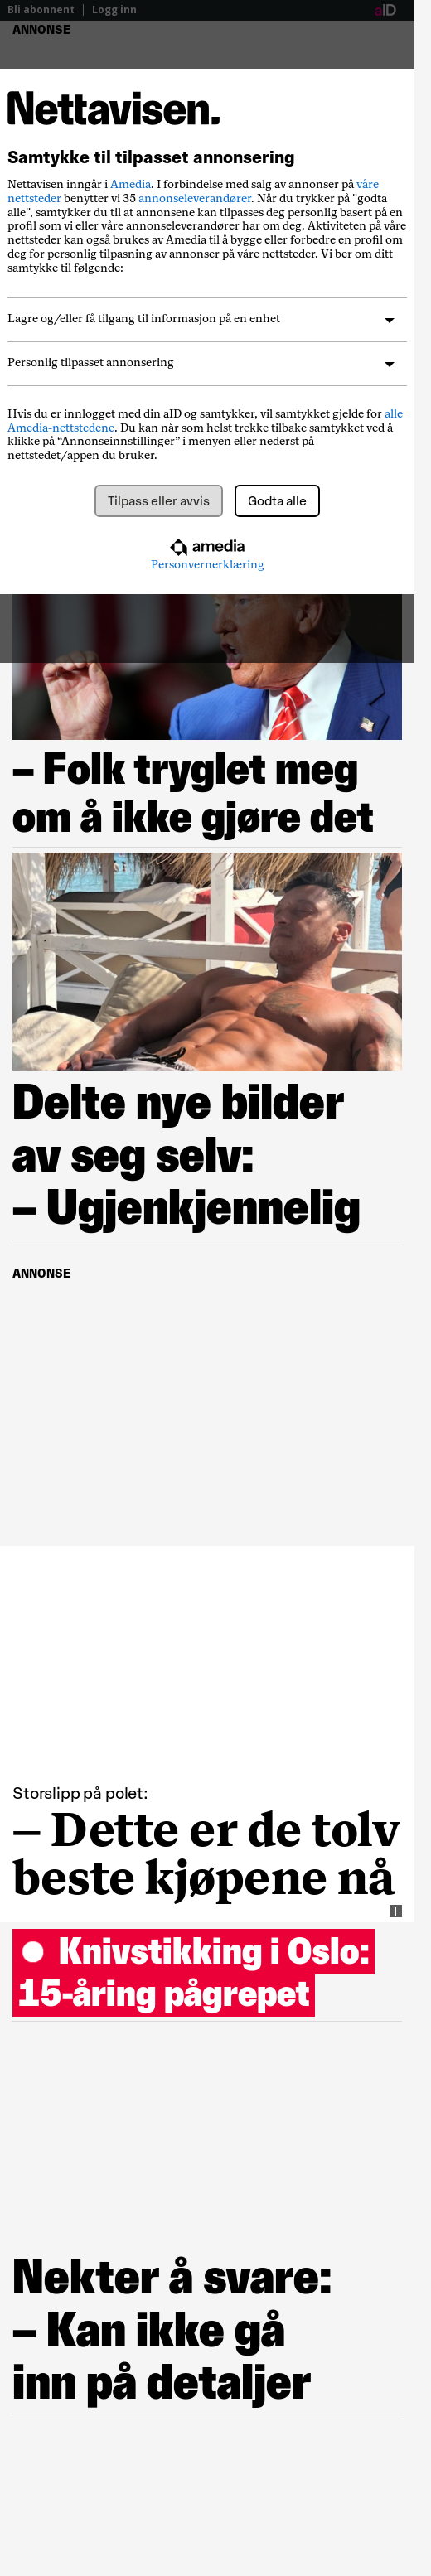 Bli abonnent | Logg inn aID
ANNONSE
Nettavisen.
Samtykke til tilpasset annonsering
Nettavisen inngår i Amedia. I forbindelse med salg av annonser på våre
nettsteder benytter vi 35 annonseleverandører. Når du trykker på "godta
alle", samtykker du til at annonsene kan tilpasses deg personlig basert på en
profil som vi eller våre annonseleverandører har om deg. Aktiviteten på våre
nettsteder kan også brukes av Amedia til å bygge eller forbedre en profil om
deg for personlig tilpasning av annonser på våre nettsteder. Vi ber om ditt
samtykke til følgende:
Lagre og/eller få tilgang til informasjon på en enhet
Personlig tilpasset annonsering
Hvis du er innlogget med din aID og samtykker, vil samtykket gjelde for alle
Amedia-nettstedene. Du kan når som helst trekke tilbake samtykket ved å
klikke på “Annonseinnstillinger” i menyen eller nederst på
nettstedet/appen du bruker.
Tilpass eller avvis Godta alle
amedia
Personvernerklæring
– Folk tryglet meg
om å ikke gjøre det
Delte nye bilder
av seg selv:
– Ugjenkjennelig
ANNONSE
Storslipp på polet:
– Dette er de tolv
beste kjøpene nå
Knivstikking i Oslo:
15-åring pågrepet
Nekter å svare:
– Kan ikke gå
inn på detaljer